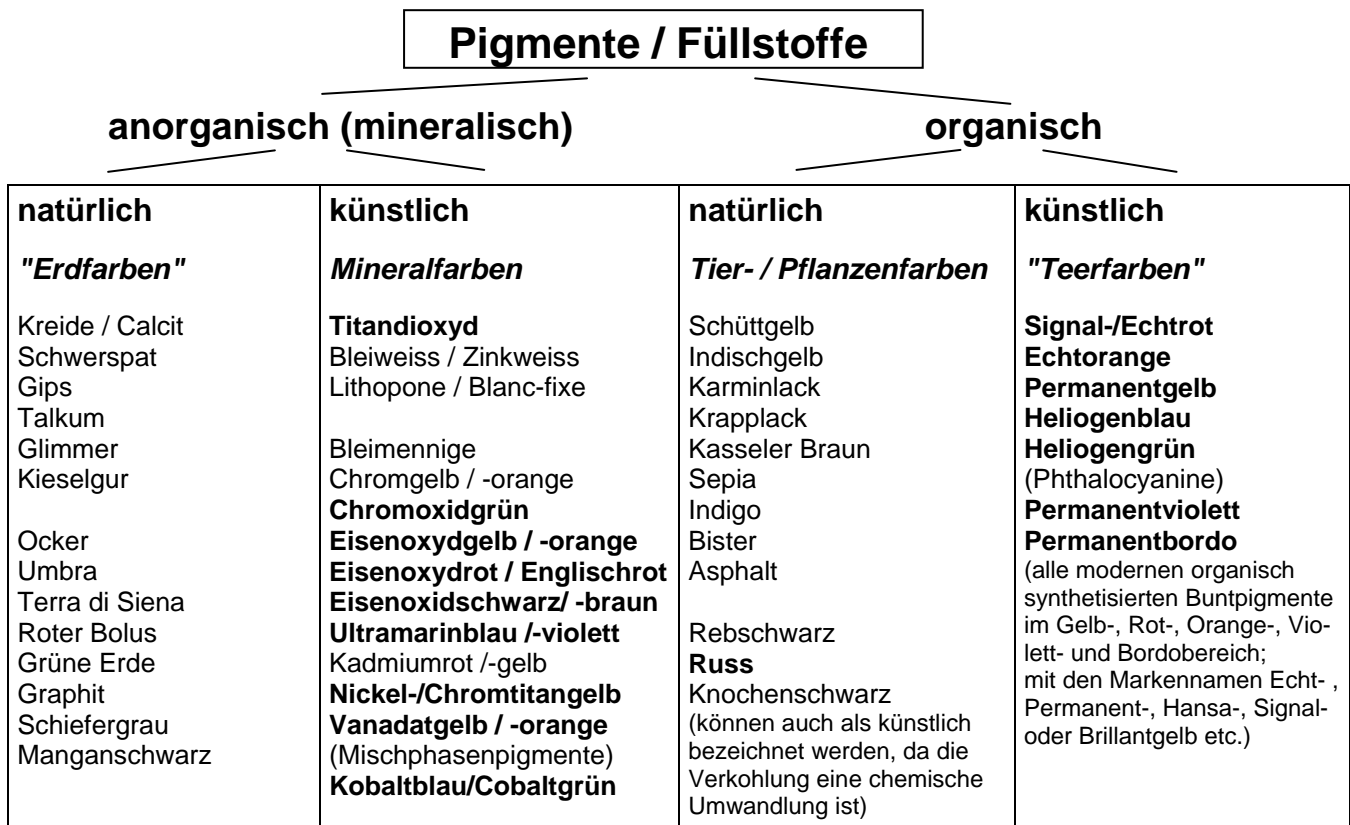 Pigmente / Füllstoffe
anorganisch (mineralisch)
organisch
natürlich
"Erdfarben"
Kreide / Calcit
Schwerspat
Gips
Talkum
Glimmer
Kieselgur
Ocker
Umbra
Terra di Siena
Roter Bolus
Grüne Erde
Graphit
Schiefergrau
Manganschwarz
künstlich
Mineralfarben
Titandioxyd
Bleiweiss / Zinkweiss
Lithopone / Blanc-fixe
Bleimennige
Chromgelb / -orange
Chromoxidgrün
Eisenoxydgelb / -orange
Eisenoxydrot / Englischrot
Eisenoxidschwarz/ -braun
Ultramarinblau /-violett
Kadmiumrot /-gelb
Nickel-/Chromtitangelb
Vanadatgelb / -orange
(Mischphasenpigmente)
Kobaltblau/Cobaltgrün
natürlich
Tier- / Pflanzenfarben
Schüttgelb
Indischgelb
Karminlack
Krapplack
Kasseler Braun
Sepia
Indigo
Bister
Asphalt
Rebschwarz
Russ
Knochenschwarz
(können auch als künstlich
bezeichnet werden, da die
Verkohlung eine chemische
Umwandlung ist)
künstlich
"Teerfarben"
Signal-/Echtrot
Echtorange
Permanentgelb
Heliogenblau
Heliogengrün
(Phthalocyanine)
Permanentviolett
Permanentbordo
(alle modernen organisch
synthetisierten Buntpigmente
im Gelb-, Rot-, Orange-, Vio-
lett- und Bordobereich;
mit den Markennamen Echt- ,
Permanent-, Hansa-, Signal-
oder Brillantgelb etc.)